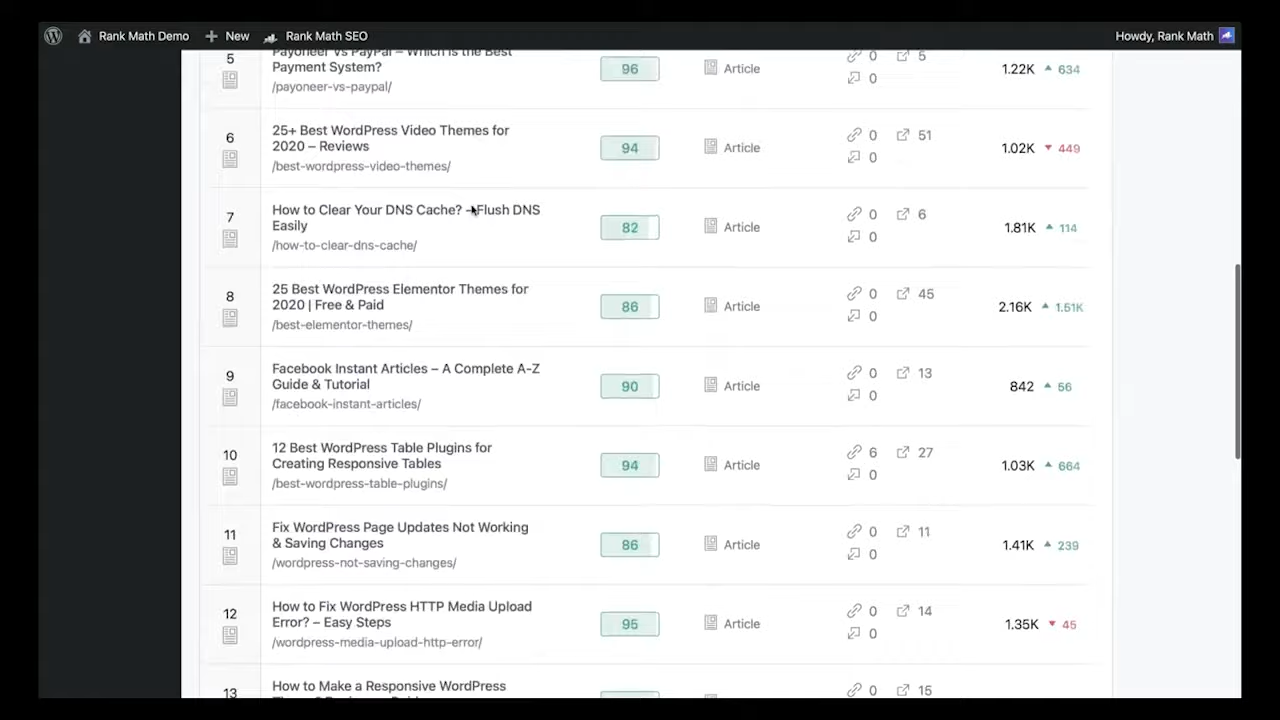 Rank Math Demo New Rank Math SEO Howdy, Rank Math
5 Payoneer vs PayPal – Which is the Best 96 Article 0 5 1.22K 634
Payment System? 0
/payoneer-vs-paypal/
6 25+ Best WordPress Video Themes for 94 Article 0 51 1.02K 449
2020 – Reviews 0
/best-wordpress-video-themes/
7 How to Clear Your DNS Cache? – Flush DNS 82 Article 0 6 1.81K 114
Easily 0
/how-to-clear-dns-cache/
8 25 Best WordPress Elementor Themes for 86 Article 0 45 2.16K 1.51K
2020 | Free & Paid 0
/best-elementor-themes/
9 Facebook Instant Articles – A Complete A-Z 90 Article 0 13 842 56
Guide & Tutorial 0
/facebook-instant-articles/
10 12 Best WordPress Table Plugins for 94 Article 6 27 1.03K 664
Creating Responsive Tables 0
/best-wordpress-table-plugins/
11 Fix WordPress Page Updates Not Working 86 Article 0 11 1.41K 239
& Saving Changes 0
/wordpress-not-saving-changes/
12 How to Fix WordPress HTTP Media Upload 95 Article 0 14 1.35K 45
Error? – Easy Steps 0
/wordpress-media-upload-http-error/
13 How to Make a Responsive WordPress 0 15